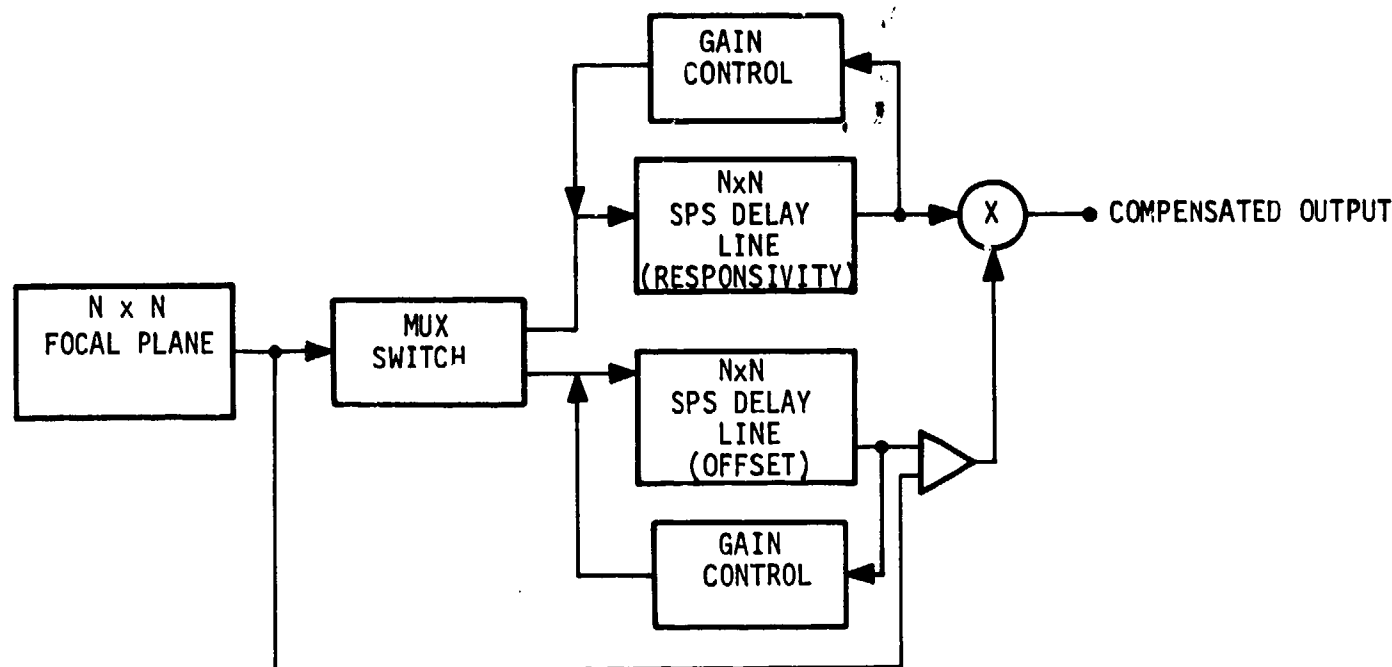 GAIN
CONTROL
NxN
SPS DELAY
LINE
(RESPONSIVITY)
X
COMPENSATED OUTPUT
N x N
FOCAL PLANE
MUX
SWITCH
NxN
SPS DELAY
LINE
(OFFSET)
GAIN
CONTROL